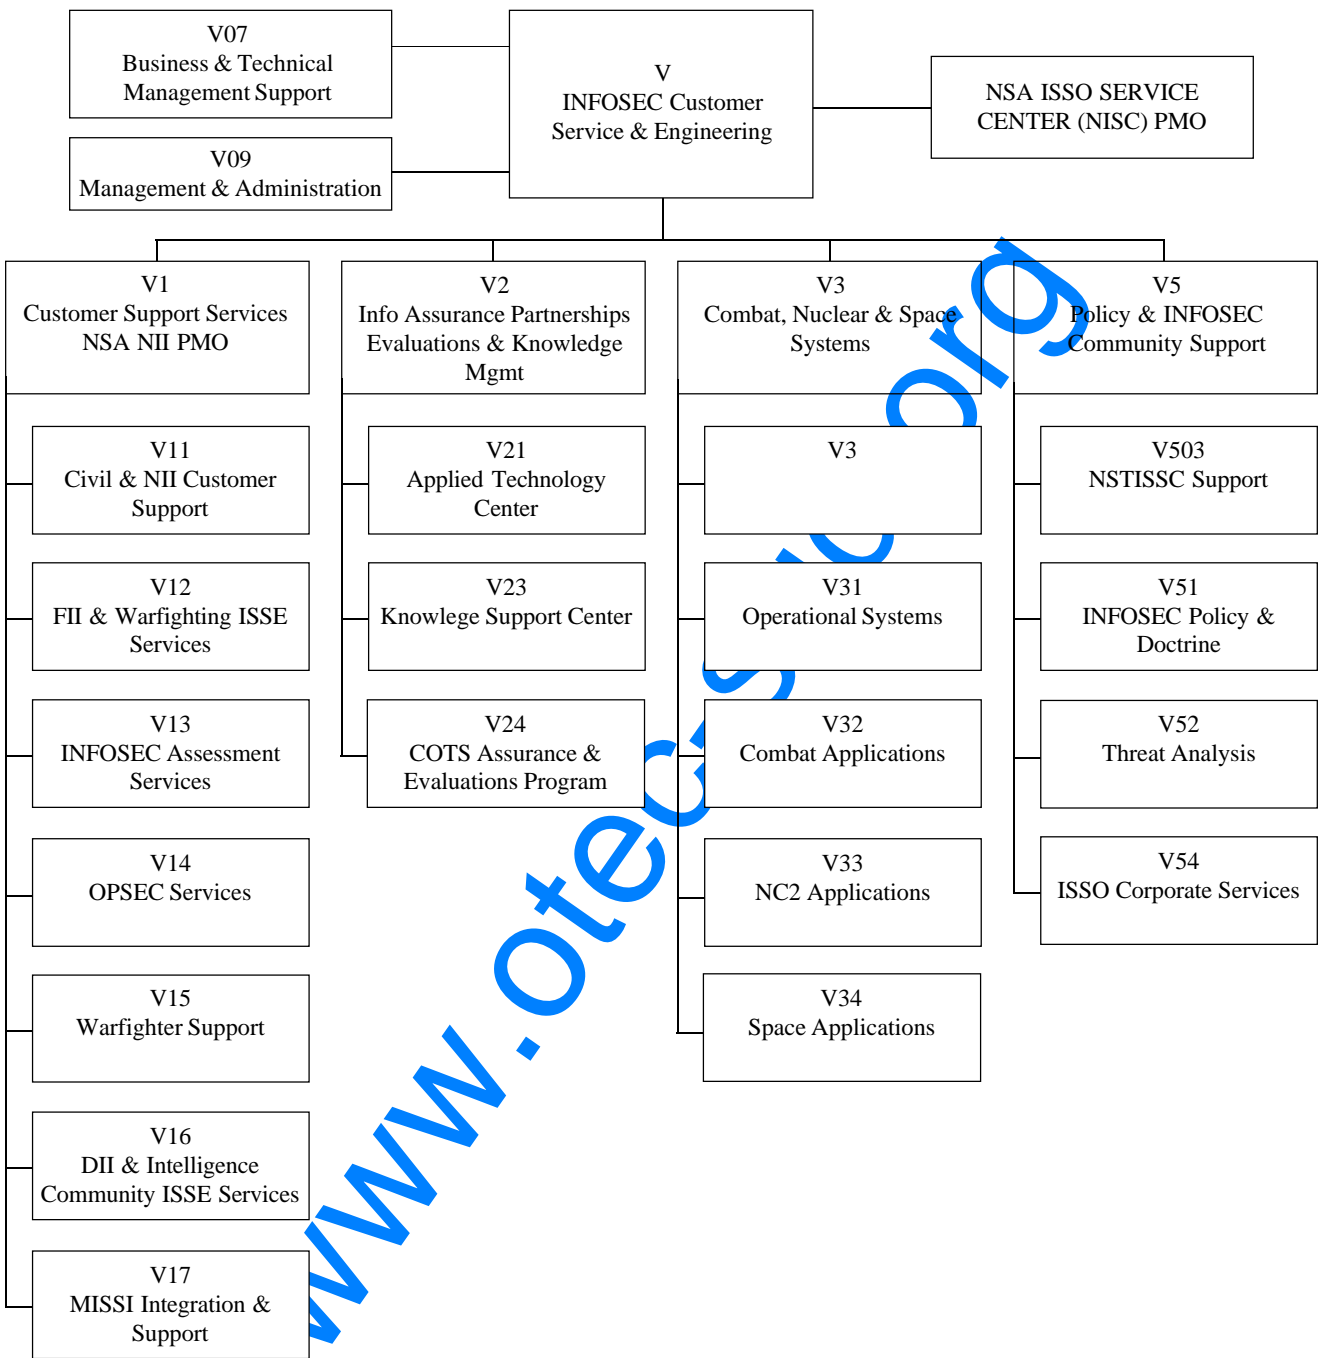 V07
Business & Technical
Management Support
V
INFOSEC Customer
Service & Engineering
NSA ISSO SERVICE
CENTER (NISC) PMO
V09
Management & Administration
V1
Customer Support Services
NSA NII PMO
V2
Info Assurance Partnerships
Evaluations & Knowledge
Mgmt
V3
Combat, Nuclear & Space
Systems
V5
Policy & INFOSEC
Community Support
V11
Civil & NII Customer
Support
V21
Applied Technology
Center
V3
V503
NSTISSC Support
V12
FII & Warfighting ISSE
Services
V23
Knowlege Support Center
V31
Operational Systems
V51
INFOSEC Policy &
Doctrine
V13
INFOSEC Assessment
Services
V24
COTS Assurance &
Evaluations Program
V32
Combat Applications
V52
Threat Analysis
V14
OPSEC Services
V33
NC2 Applications
V54
ISSO Corporate Services
V15
Warfighter Support
V34
Space Applications
V16
DII & Intelligence
Community ISSE Services
V17
MISSI Integration &
Support